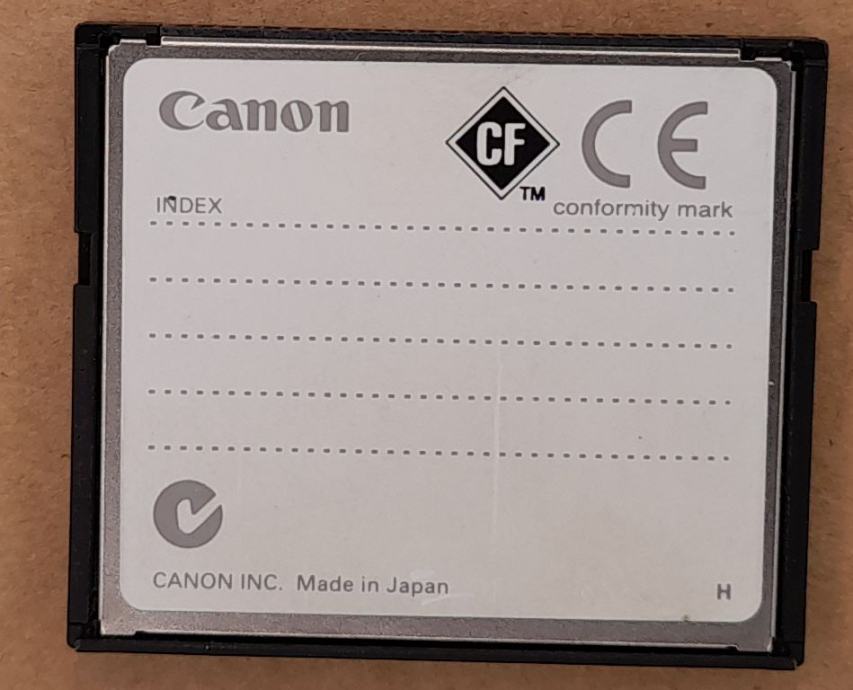 Canon
CF
CE
TM
INDEX
conformity mark
CANON INC. Made in Japan
H